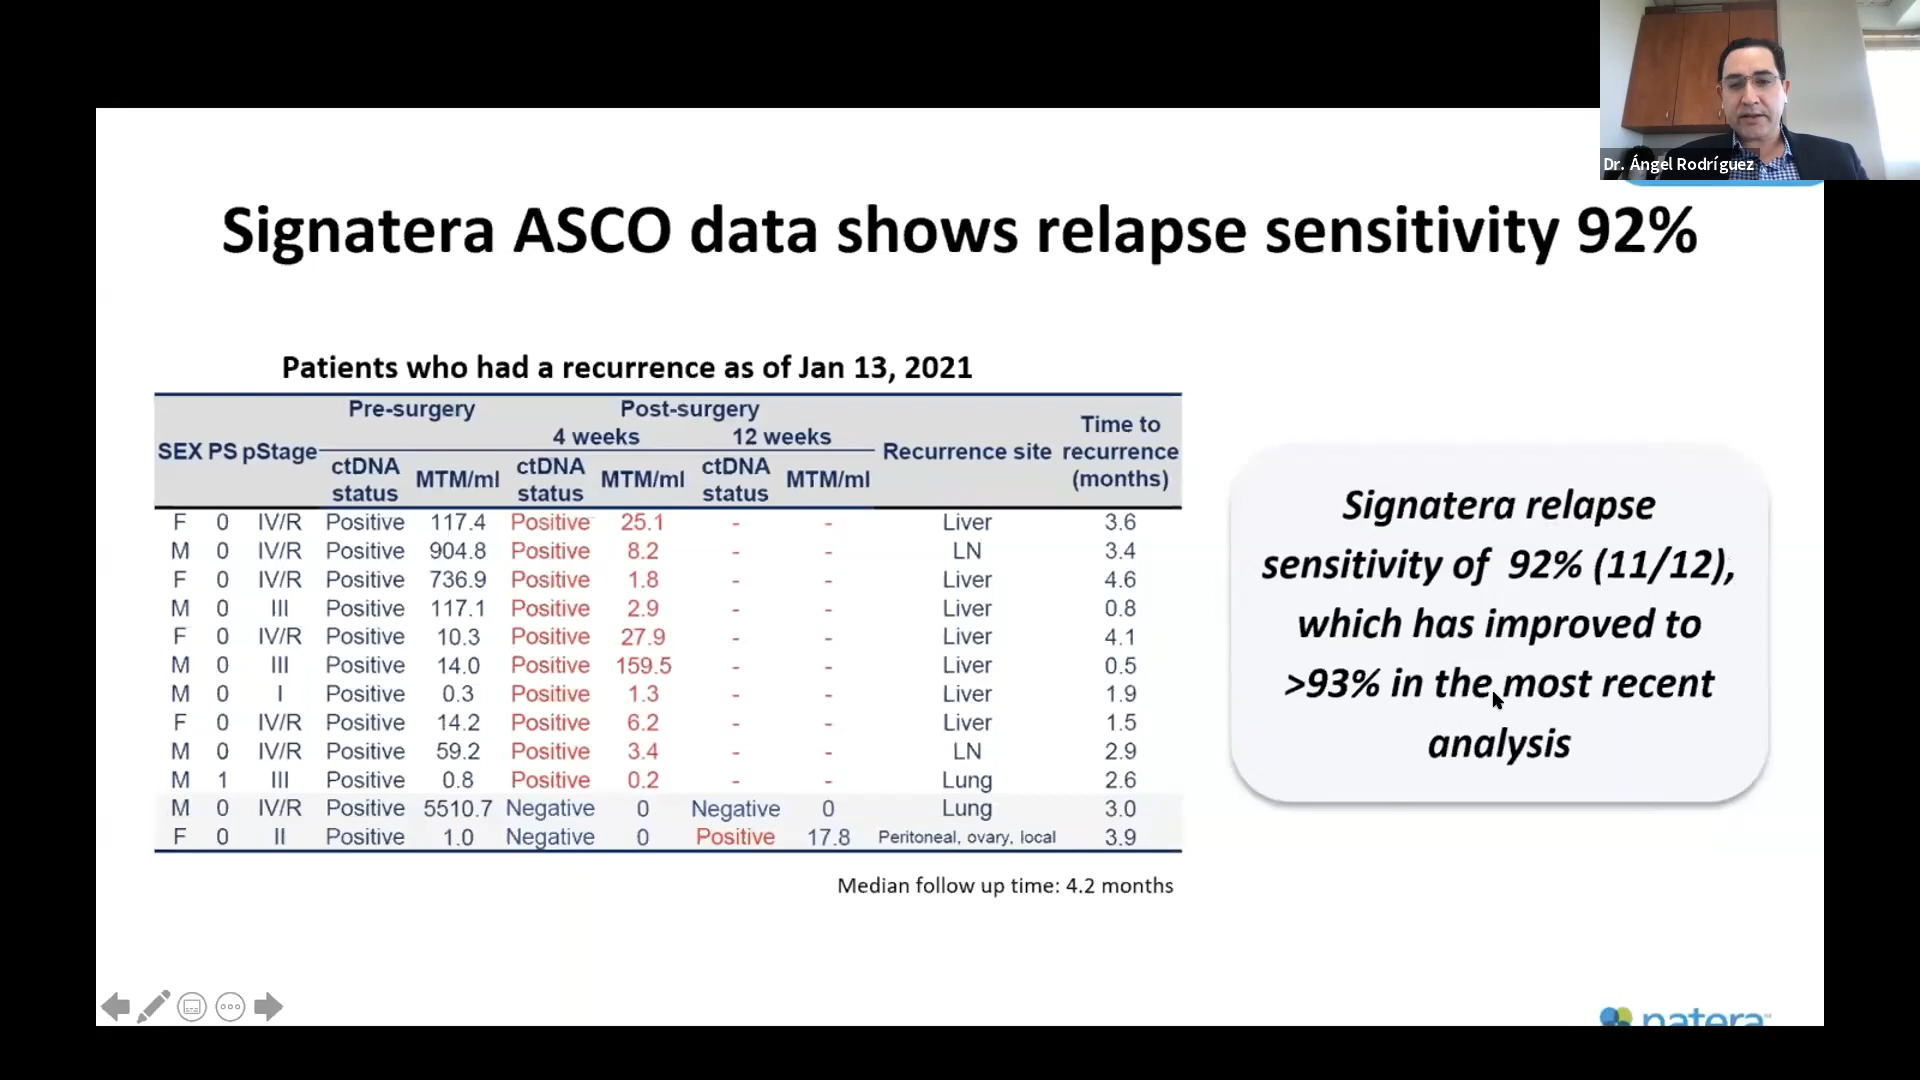 Dr. Ángel Rodríguez
Signatera ASCO data shows relapse sensitivity 92%
Patients who had a recurrence as of Jan 13, 2021
Pre-surgery Post-surgery
4 weeks 12 weeks
SEX PS pStage ctDNA status MTM/ml ctDNA status MTM/ml ctDNA status MTM/ml Recurrence site Time to recurrence (months)
F 0 IV/R Positive 117.4 Positive 25.1 - - Liver 3.6
M 0 IV/R Positive 904.8 Positive 8.2 - - LN 3.4
F 0 IV/R Positive 736.9 Positive 1.8 - - Liver 4.6
M 0 III Positive 117.1 Positive 2.9 - - Liver 0.8
F 0 IV/R Positive 10.3 Positive 27.9 - - Liver 4.1
M 0 III Positive 14.0 Positive 159.5 - - Liver 0.5
M 0 I Positive 0.3 Positive 1.3 - - Liver 1.9
F 0 IV/R Positive 14.2 Positive 6.2 - - Liver 1.5
M 0 IV/R Positive 59.2 Positive 3.4 - - LN 2.9
M 1 III Positive 0.8 Positive 0.2 - - Lung 2.6
M 0 IV/R Positive 5510.7 Negative 0 Negative 0 Lung 3.0
F 0 II Positive 1.0 Negative 0 Positive 17.8 Peritoneal, ovary, local 3.9
Median follow up time: 4.2 months
Signatera relapse
sensitivity of 92% (11/12),
which has improved to
>93% in the most recent
analysis
natera